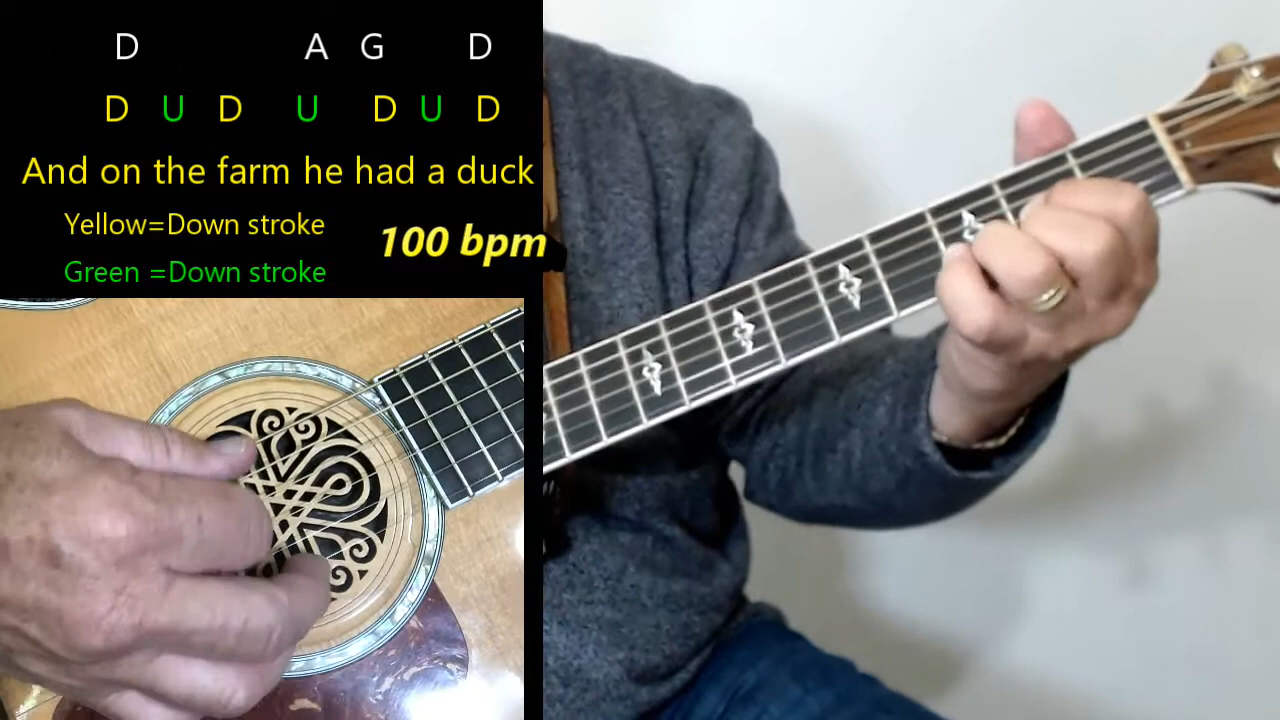 D A G D
D U D U D U D
And on the farm he had a duck
Yellow=Down stroke
100 bpm
Green =Down stroke